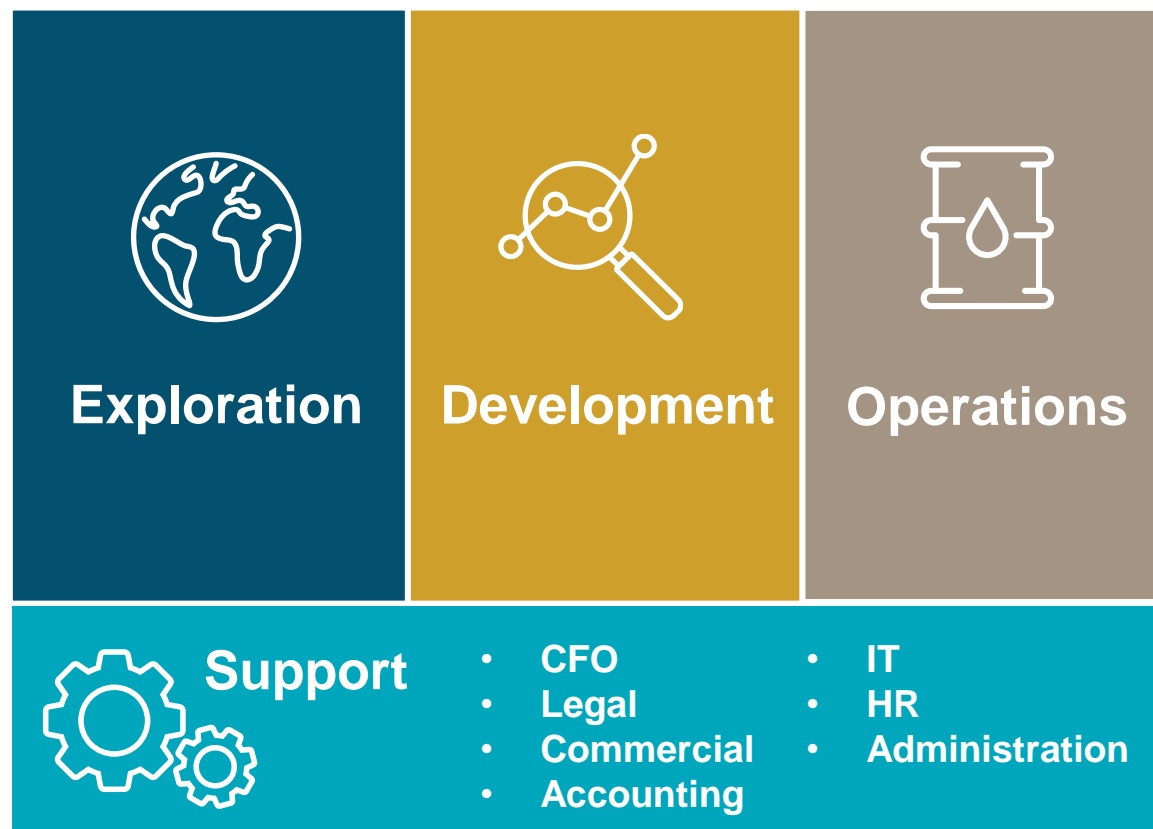 Exploration
Development
Operations
Support
• CFO
• Legal
• Commercial
• Accounting
• IT
• HR
• Administration